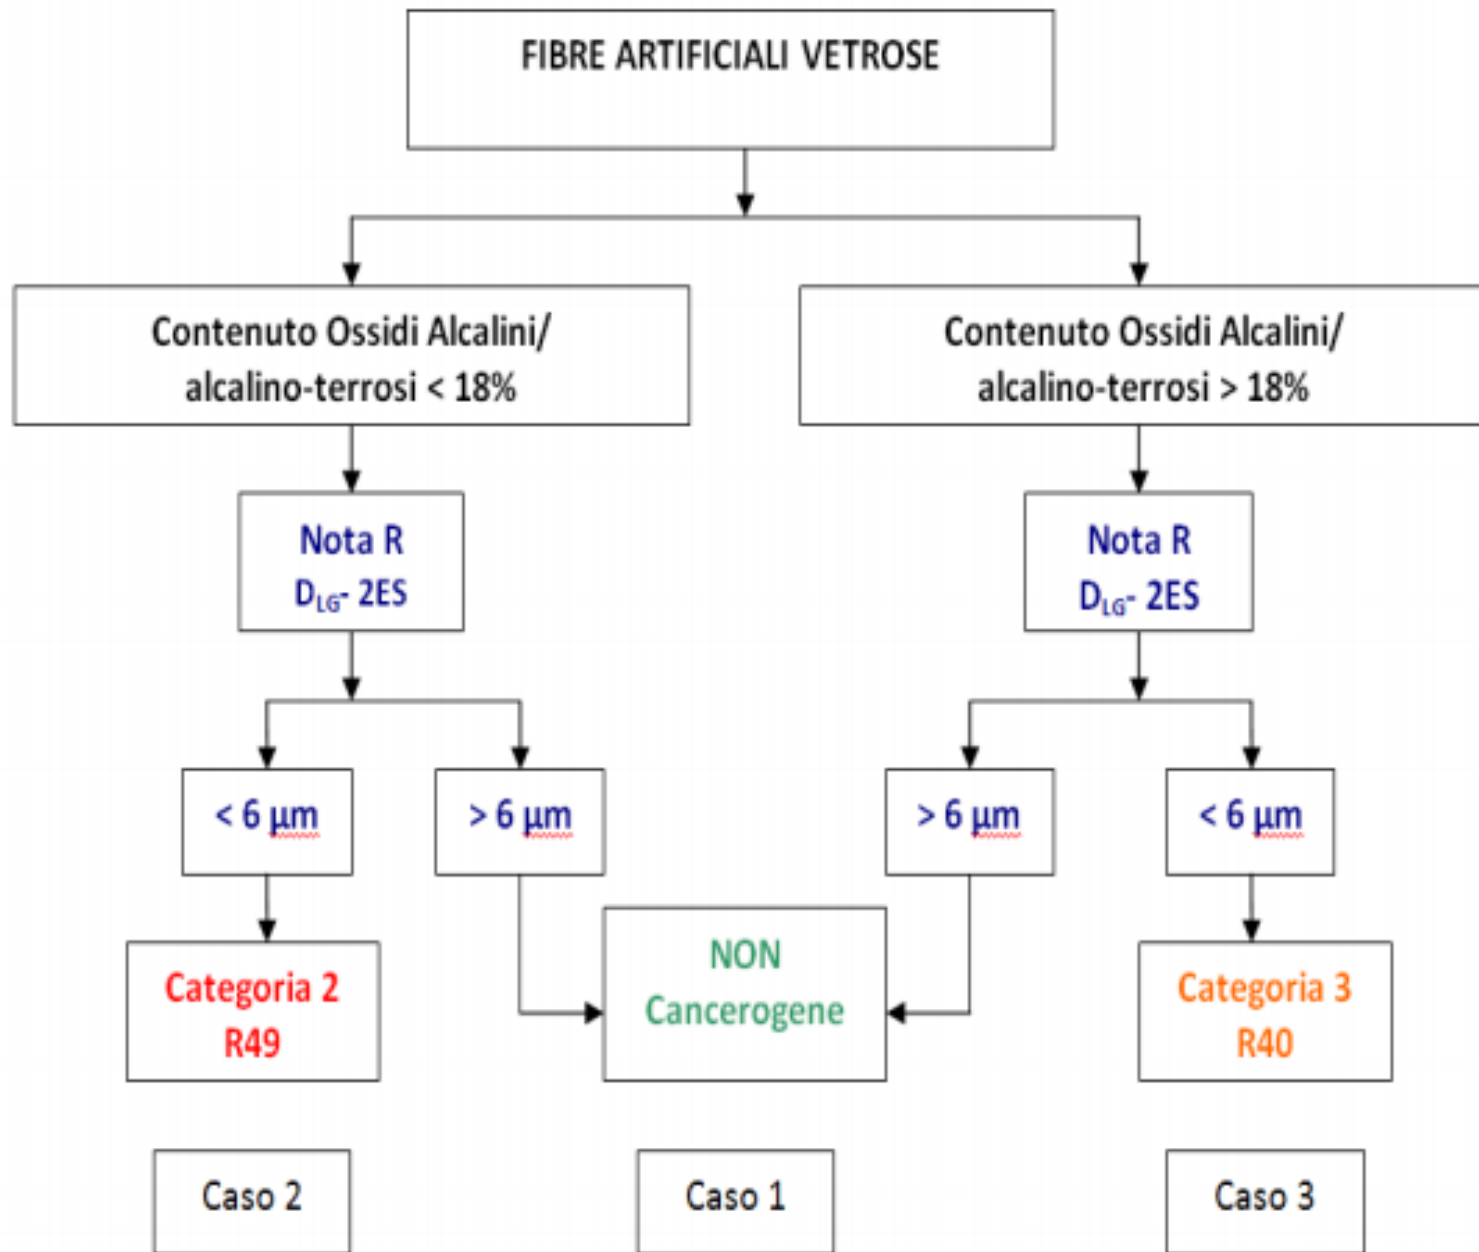 FIBRE ARTIFICIALI VETROSE
Contenuto Ossidi Alcalini/
alcalino-terrosi < 18%
Contenuto Ossidi Alcalini/
alcalino-terrosi > 18%
Nota R
D_LG- 2ES
Nota R
D_LG- 2ES
< 6 µm
> 6 µm
> 6 µm
< 6 µm
Categoria 2
R49
NON
Cancerogene
Categoria 3
R40
Caso 2
Caso 1
Caso 3